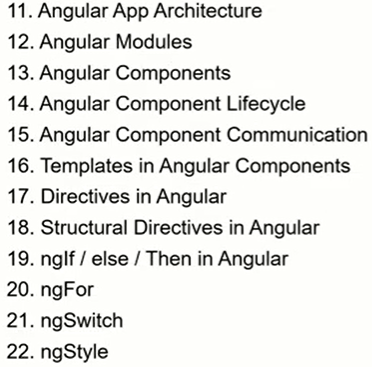 11. Angular App Architecture
12. Angular Modules
13. Angular Components
14. Angular Component Lifecycle
15. Angular Component Communication
16. Templates in Angular Components
17. Directives in Angular
18. Structural Directives in Angular
19. ngIf / else / Then in Angular
20. ngFor
21. ngSwitch
22. ngStyle